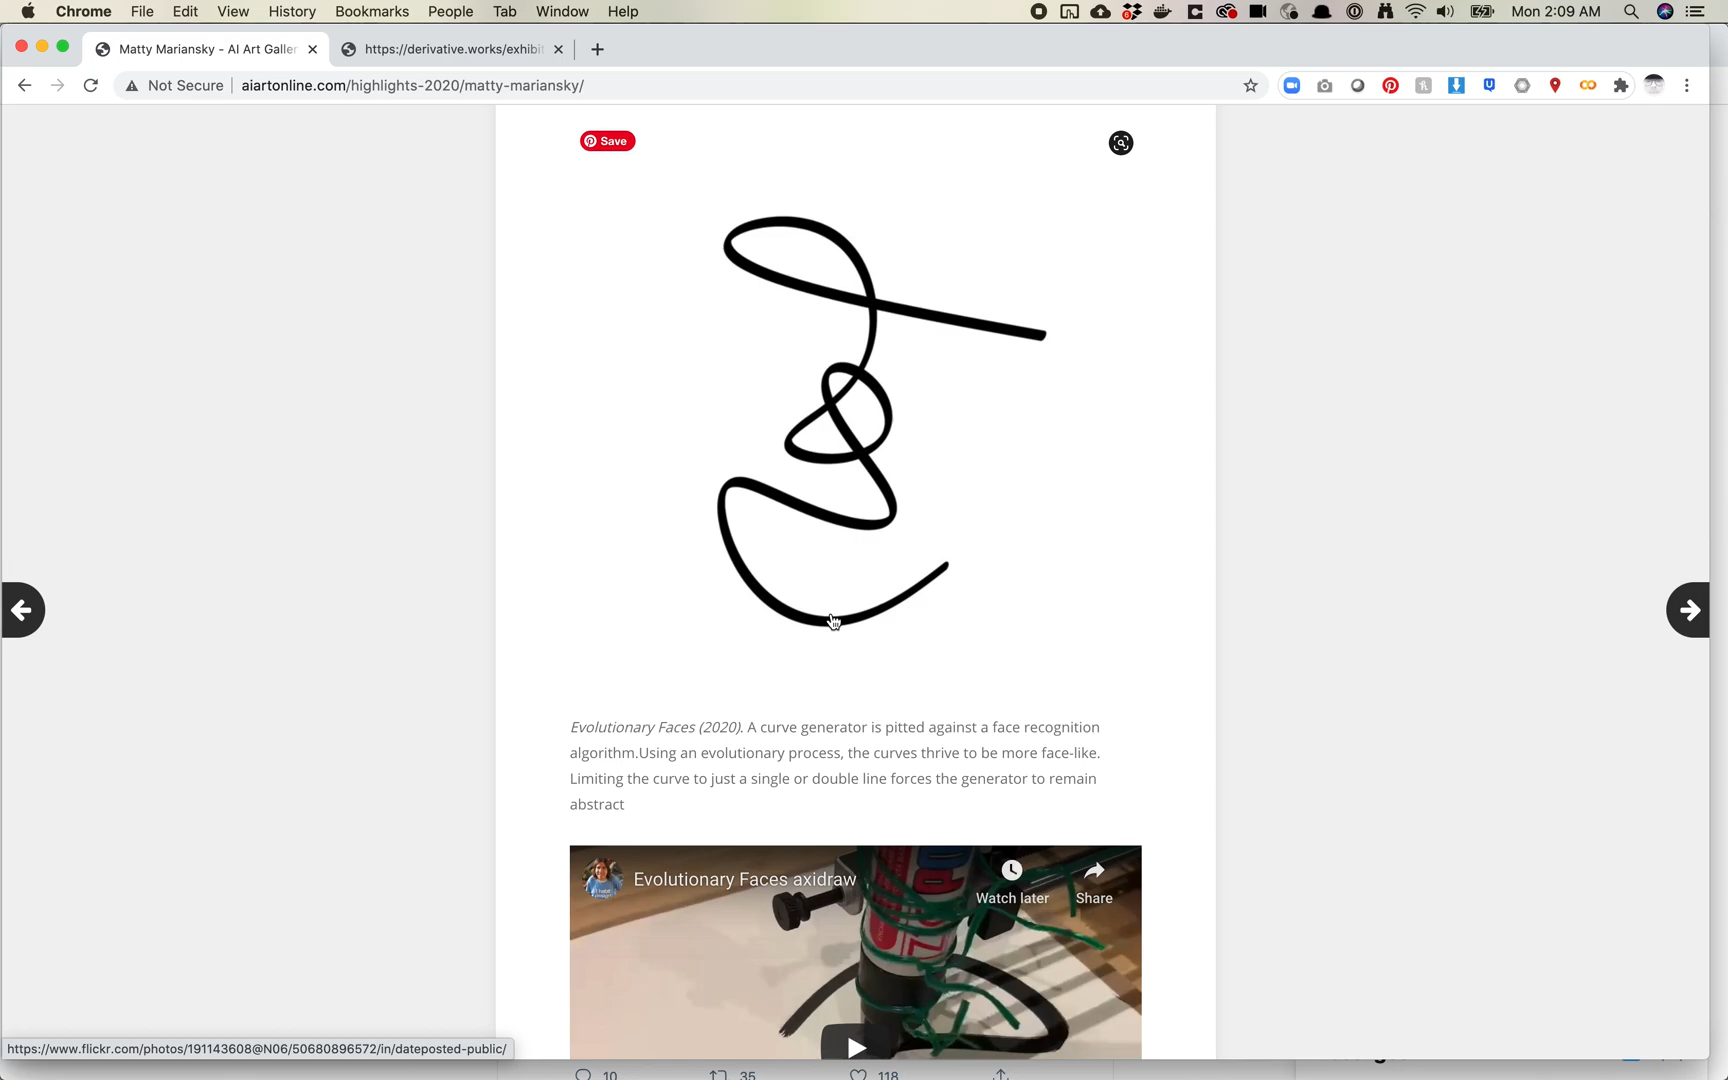 Chrome File Edit View History Bookmarks People Tab Window Help Mon 2:09 AM
Matty Mariansky - AI Art Galler https://derivative.works/exhibit
Not Secure aiartonline.com/highlights-2020/matty-mariansky/
Save
Evolutionary Faces (2020). A curve generator is pitted against a face recognition
algorithm.Using an evolutionary process, the curves thrive to be more face-like.
Limiting the curve to just a single or double line forces the generator to remain
abstract
Evolutionary Faces axidraw
Watch later Share
https://www.flickr.com/photos/191143608@N06/50680896572/in/dateposted-public/
10 35 118